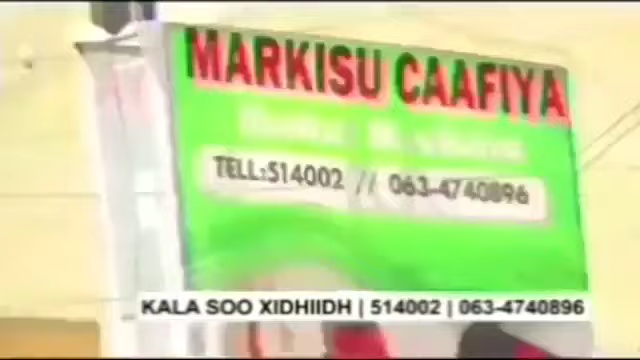 MARKISU CAAFIYA
TELL:514002 // 063-4740896
KALA SOO XIDHIIDH | 514002 | 063-4740896